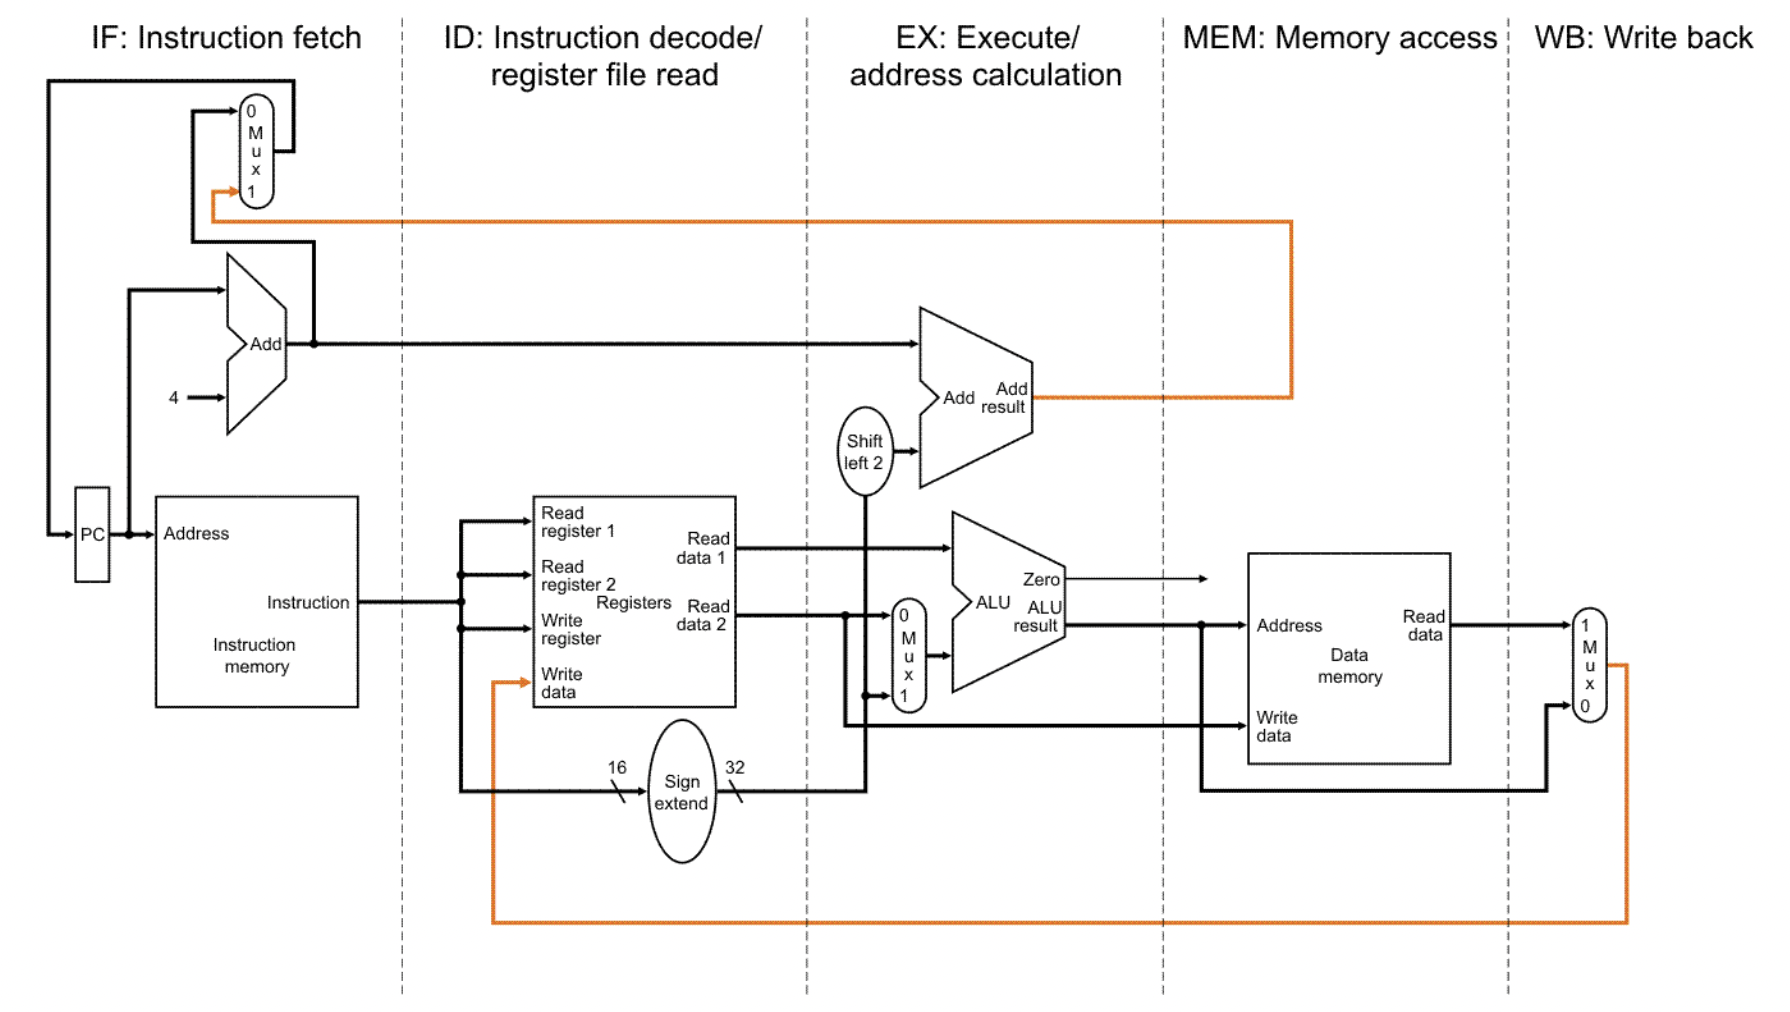 IF: Instruction fetch
ID: Instruction decode/
register file read
EX: Execute/
address calculation
MEM: Memory access
WB: Write back
0
M
u
x
1
Add
4
Add
Add
result
Shift
left 2
PC
Address
Instruction
Instruction
memory
Read
register 1
Read
register 2
Write
register
Write
data
Registers
Read
data 1
Read
data 2
0
M
u
x
1
Zero
ALU
ALU
result
Address
Read
data
Data
memory
Write
data
1
M
u
x
0
16
Sign
extend
32